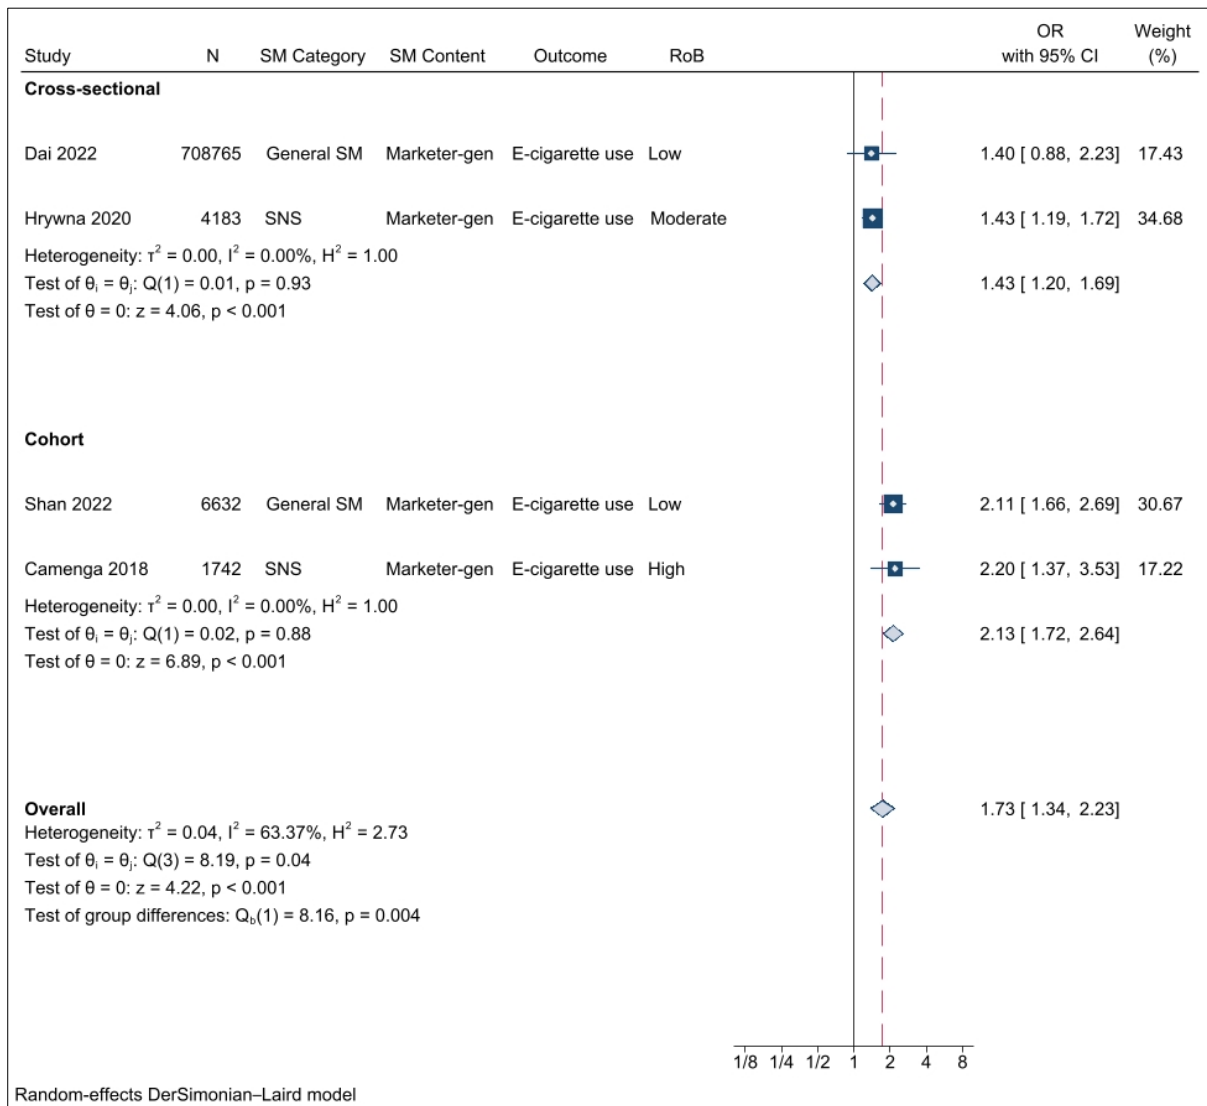 Study N SM Category SM Content Outcome RoB OR with 95% CI Weight (%)
Cross-sectional
Dai 2022 708765 General SM Marketer-gen E-cigarette use Low 1.40 [ 0.88, 2.23] 17.43
Hrywna 2020 4183 SNS Marketer-gen E-cigarette use Moderate 1.43 [ 1.19, 1.72] 34.68
Heterogeneity: τ² = 0.00, I² = 0.00%, H² = 1.00
Test of θᵢ = θⱼ: Q(1) = 0.01, p = 0.93 1.43 [ 1.20, 1.69]
Test of θ = 0: z = 4.06, p < 0.001
Cohort
Shan 2022 6632 General SM Marketer-gen E-cigarette use Low 2.11 [ 1.66, 2.69] 30.67
Camenga 2018 1742 SNS Marketer-gen E-cigarette use High 2.20 [ 1.37, 3.53] 17.22
Heterogeneity: τ² = 0.00, I² = 0.00%, H² = 1.00
Test of θᵢ = θⱼ: Q(1) = 0.02, p = 0.88 2.13 [ 1.72, 2.64]
Test of θ = 0: z = 6.89, p < 0.001
Overall 1.73 [ 1.34, 2.23]
Heterogeneity: τ² = 0.04, I² = 63.37%, H² = 2.73
Test of θᵢ = θⱼ: Q(3) = 8.19, p = 0.04
Test of θ = 0: z = 4.22, p < 0.001
Test of group differences: Q_b(1) = 8.16, p = 0.004
1/8 1/4 1/2 1 2 4 8
Random-effects DerSimonian–Laird model